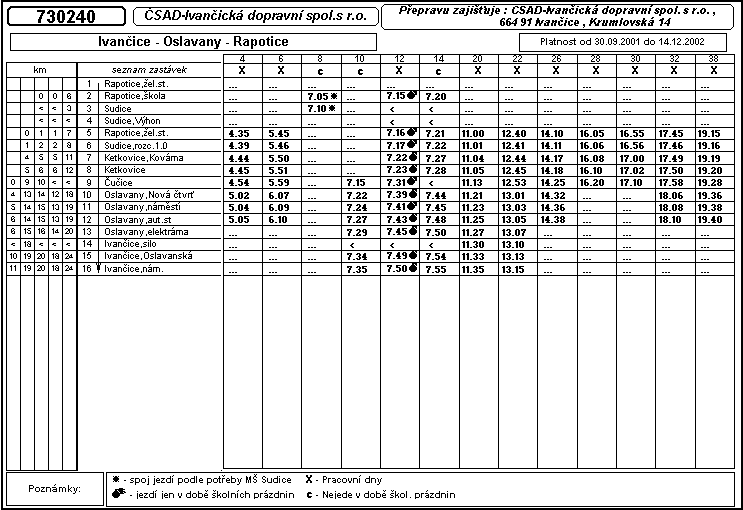 730240
ČSAD-Ivančická dopravní spol.s r.o.
Přepravu zajišťuje : ČSAD-Ivančická dopravní spol.s r.o. ,
664 91 Ivančice , Krumlovská 14
Ivančice - Oslavany - Rapotice
Platnost od 30.09.2001 do 14.12.2002
km seznam zastávek 4 6 8 10 12 14 20 22 26 28 30 32 38
X X c c X c X X X X X X X
1 Rapotice,žel.st. ... ... ... ... ... ... ... ... ... ... ... ... ...
0 0 6 2 Rapotice,škola ... ... 7.05 ... 7.15 7.20 ... ... ... ... ... ... ...
< < 3 3 Sudice ... ... 7.10 ... < < ... ... ... ... ... ... ...
< < < 4 Sudice,Výhon ... ... ... ... < < ... ... ... ... ... ... ...
0 1 1 7 5 Rapotice,žel.st. 4.35 5.45 ... ... 7.16 7.21 11.00 12.40 14.10 16.05 16.55 17.45 19.15
1 2 2 8 6 Sudice,rozc.1.0 4.39 5.46 ... ... 7.17 7.22 11.01 12.41 14.11 16.06 16.56 17.46 19.16
4 5 5 11 7 Ketkovice,Kovárna 4.44 5.50 ... ... 7.22 7.27 11.04 12.44 14.17 16.08 17.00 17.49 19.19
5 6 6 12 8 Ketkovice 4.45 5.51 ... ... 7.23 7.28 11.05 12.45 14.18 16.10 17.02 17.50 19.20
0 9 10 < < 9 Čučice 4.54 5.59 ... 7.15 7.31 < 11.13 12.53 14.25 16.20 17.10 17.58 19.28
4 13 14 12 18 10 Oslavany,Nová čtvrť 5.02 6.07 ... 7.22 7.39 7.44 11.21 13.01 14.32 ... ... 18.06 19.36
5 14 15 13 19 11 Oslavany,náměstí 5.04 6.09 ... 7.24 7.41 7.45 11.23 13.03 14.36 ... ... 18.08 19.38
6 14 15 13 19 12 Oslavany,aut.st 5.05 6.10 ... 7.27 7.43 7.48 11.25 13.05 14.38 ... ... 18.10 19.40
6 15 16 14 20 13 Oslavany,elektrárna ... ... ... 7.29 7.45 7.50 11.27 13.07 ... ... ... ... ...
< 18 < < < 14 Ivančice,silo ... ... ... < < < 11.30 13.10 ... ... ... ... ...
10 19 20 18 24 15 Ivančice,Oslavanská ... ... ... 7.34 7.49 7.54 11.33 13.13 ... ... ... ... ...
11 19 20 18 24 16 Ivančice,nám. ... ... ... 7.35 7.50 7.55 11.35 13.15 ... ... ... ... ...
Poznámky:
- spoj jezdí podle potřeby MŠ Sudice X - Pracovní dny
- jezdí jen v době školních prázdnin c - Nejede v době škol. prázdnin